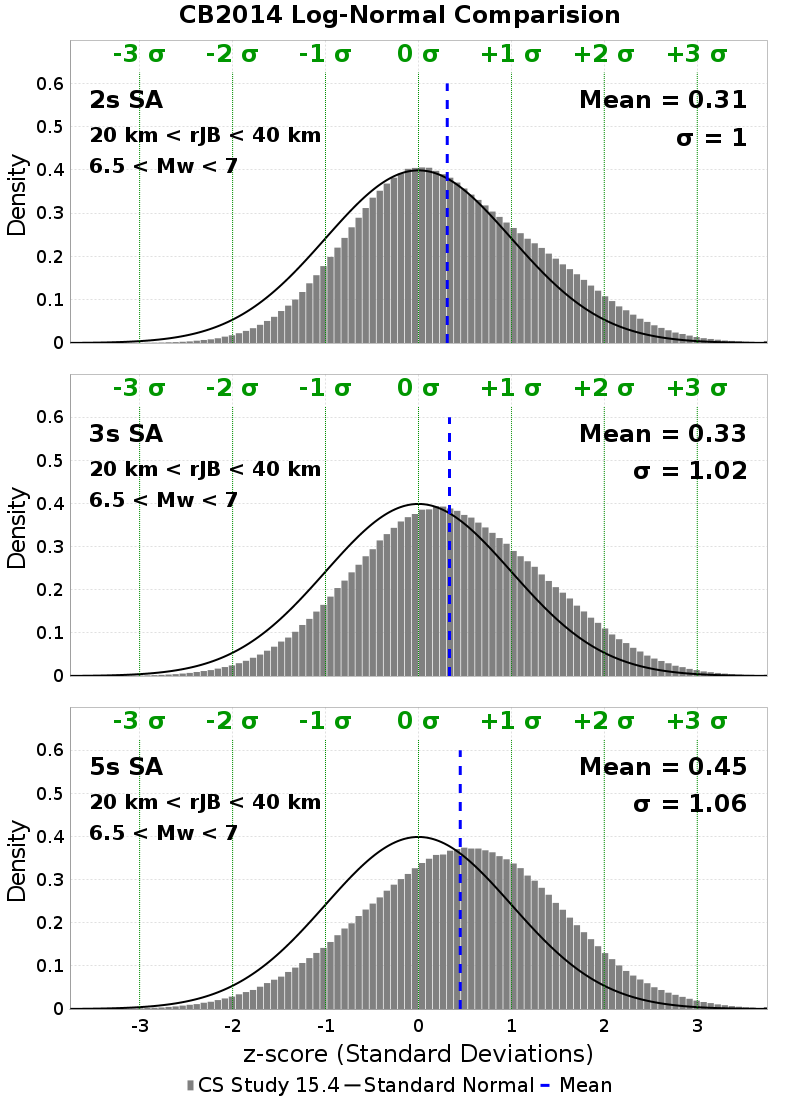 CB2014 Log-Normal Comparision
-3 σ -2 σ -1 σ 0 σ +1 σ +2 σ +3 σ
0.6
2s SA Mean = 0.31
0.5
20 km < rJB < 40 km σ = 1
6.5 < Mw < 7
0.4
0.3
0.2
0.1
0
Density
-3 σ -2 σ -1 σ 0 σ +1 σ +2 σ +3 σ
0.6
3s SA Mean = 0.33
0.5
20 km < rJB < 40 km σ = 1.02
6.5 < Mw < 7
0.4
0.3
0.2
0.1
0
Density
-3 σ -2 σ -1 σ 0 σ +1 σ +2 σ +3 σ
0.6
5s SA Mean = 0.45
0.5
20 km < rJB < 40 km σ = 1.06
6.5 < Mw < 7
0.4
0.3
0.2
0.1
0
Density
-3 -2 -1 0 1 2 3
z-score (Standard Deviations)
CS Study 15.4 Standard Normal Mean